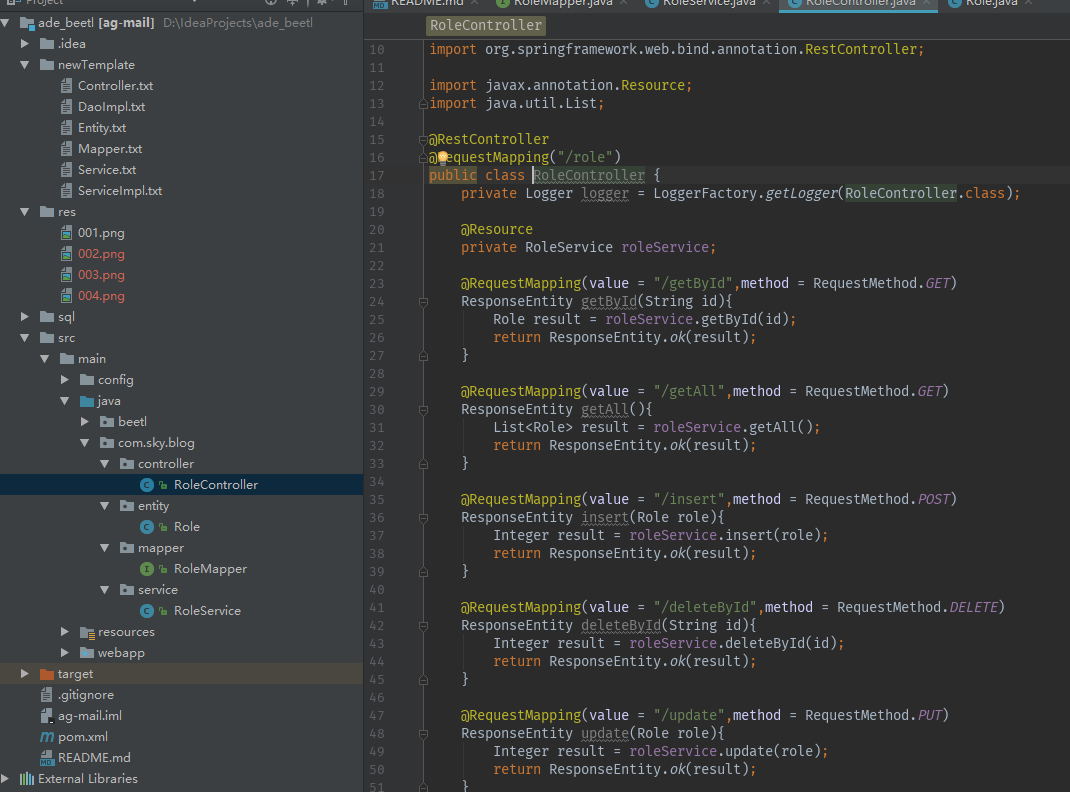 Project
ade_beetl [ag-mail] D:\IdeaProjects\ade_beetl
.idea
newTemplate
Controller.txt
DaoImpl.txt
Entity.txt
Mapper.txt
Service.txt
ServiceImpl.txt
res
001.png
002.png
003.png
004.png
sql
src
main
config
java
beetl
com.sky.blog
controller
RoleController
entity
Role
mapper
RoleMapper
service
RoleService
resources
webapp
target
.gitignore
ag-mail.iml
pom.xml
README.md
External Libraries
README.md RoleMapper.java RoleService.java RoleController.java Role.java
RoleController
10 import org.springframework.web.bind.annotation.RestController;
11
12 import javax.annotation.Resource;
13 import java.util.List;
14
15 @RestController
16 @RequestMapping("/role")
17 public class RoleController {
18 private Logger logger = LoggerFactory.getLogger(RoleController.class);
19
20 @Resource
21 private RoleService roleService;
22
23 @RequestMapping(value = "/getById",method = RequestMethod.GET)
24 ResponseEntity getById(String id){
25 Role result = roleService.getById(id);
26 return ResponseEntity.ok(result);
27 }
28
29 @RequestMapping(value = "/getAll",method = RequestMethod.GET)
30 ResponseEntity getAll(){
31 List<Role> result = roleService.getAll();
32 return ResponseEntity.ok(result);
33 }
34
35 @RequestMapping(value = "/insert",method = RequestMethod.POST)
36 ResponseEntity insert(Role role){
37 Integer result = roleService.insert(role);
38 return ResponseEntity.ok(result);
39 }
40
41 @RequestMapping(value = "/deleteById",method = RequestMethod.DELETE)
42 ResponseEntity deleteById(String id){
43 Integer result = roleService.deleteById(id);
44 return ResponseEntity.ok(result);
45 }
46
47 @RequestMapping(value = "/update",method = RequestMethod.PUT)
48 ResponseEntity update(Role role){
49 Integer result = roleService.update(role);
50 return ResponseEntity.ok(result);
51 }